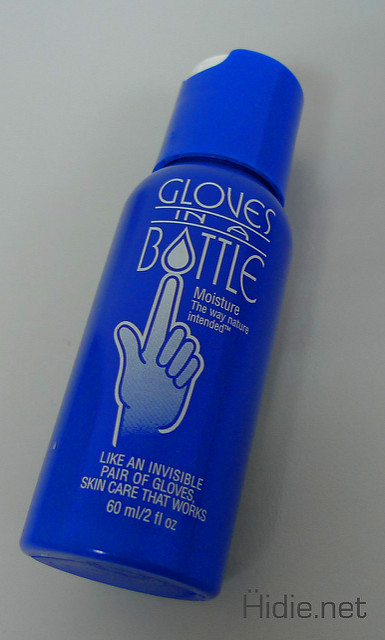 GLOVES
IN A
BOTTLE
Moisture
The way nature
intended™
LIKE AN INVISIBLE
PAIR OF GLOVES,
SKIN CARE THAT WORKS
60 ml/2 fl oz
Hidie.net